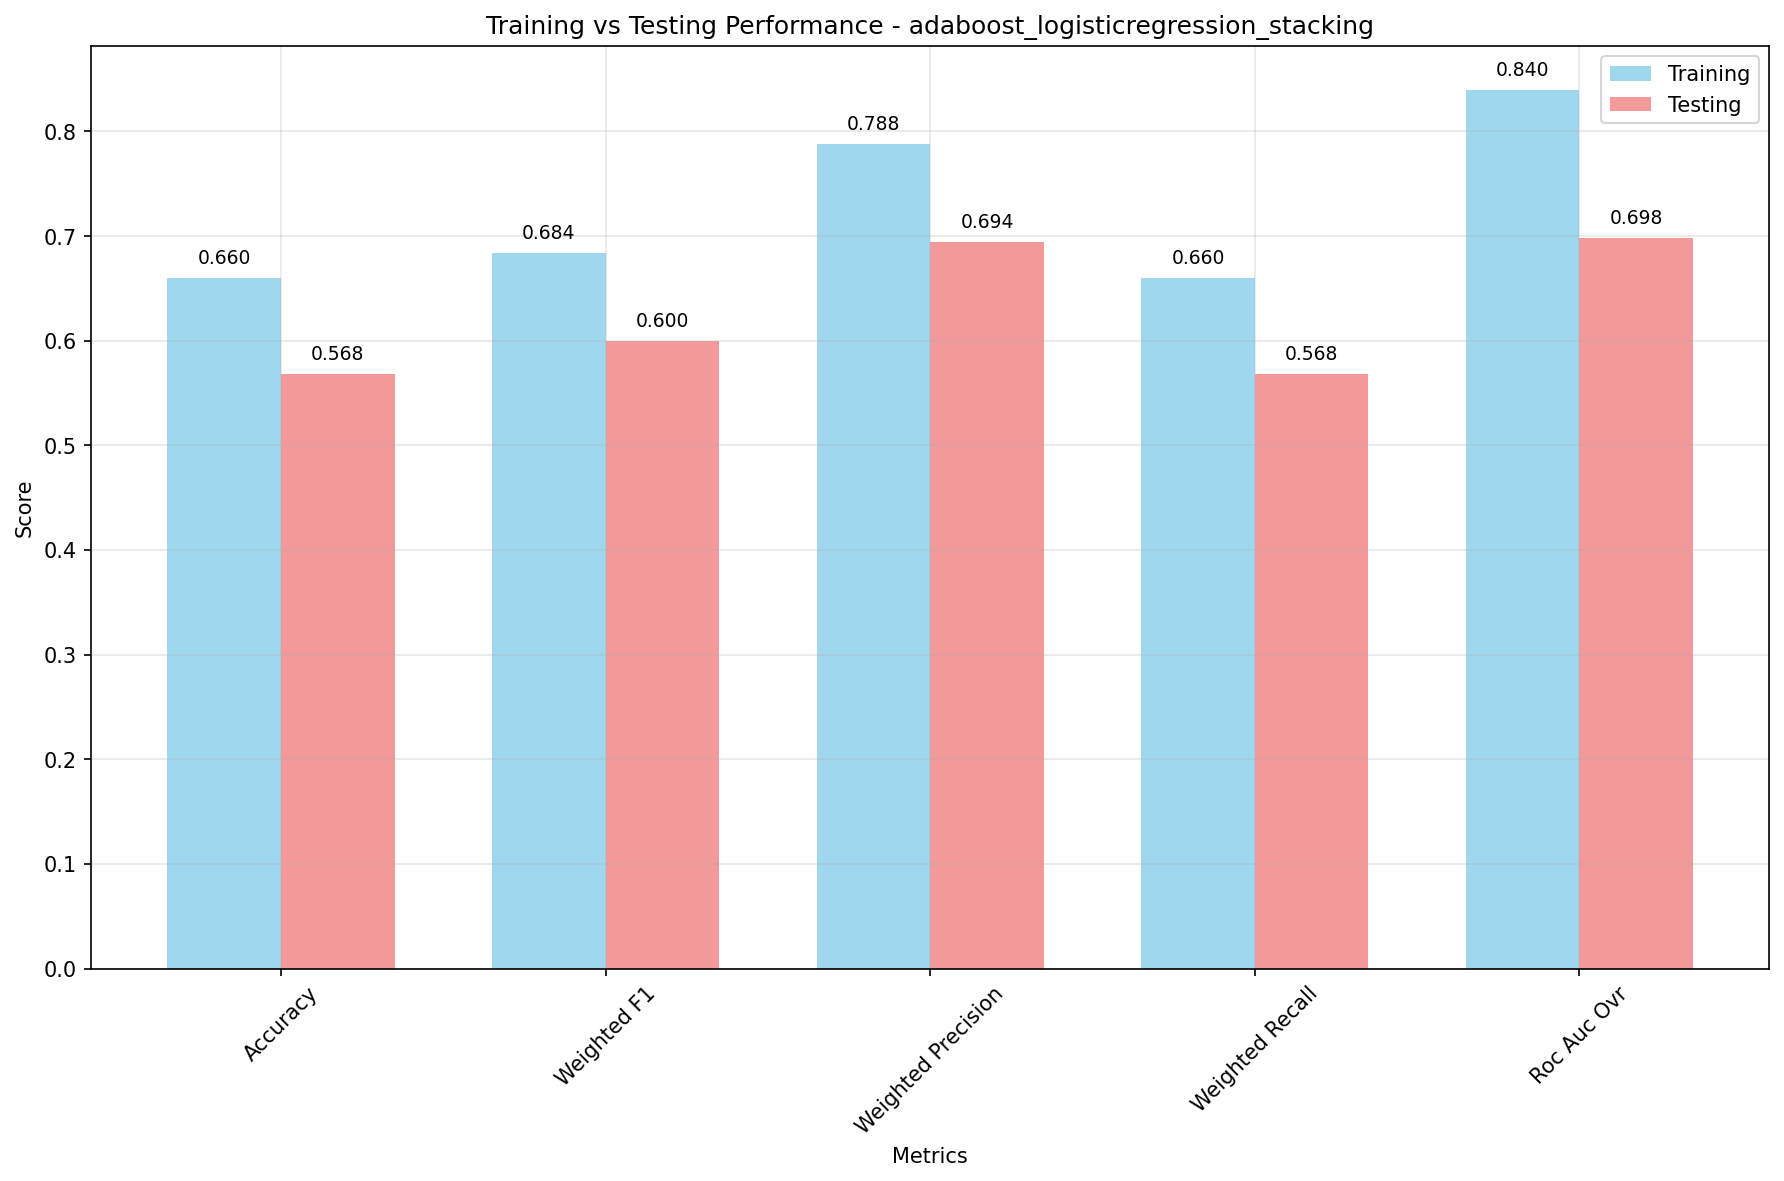 Training vs Testing Performance - adaboost_logisticregression_stacking
Training
Testing
0.840
0.788
0.694
0.698
0.684
0.660
0.660
0.600
0.568
0.568
Score
0.8
0.7
0.6
0.5
0.4
0.3
0.2
0.1
0.0
Accuracy
Weighted F1
Weighted Precision
Weighted Recall
Roc Auc Ovr
Metrics